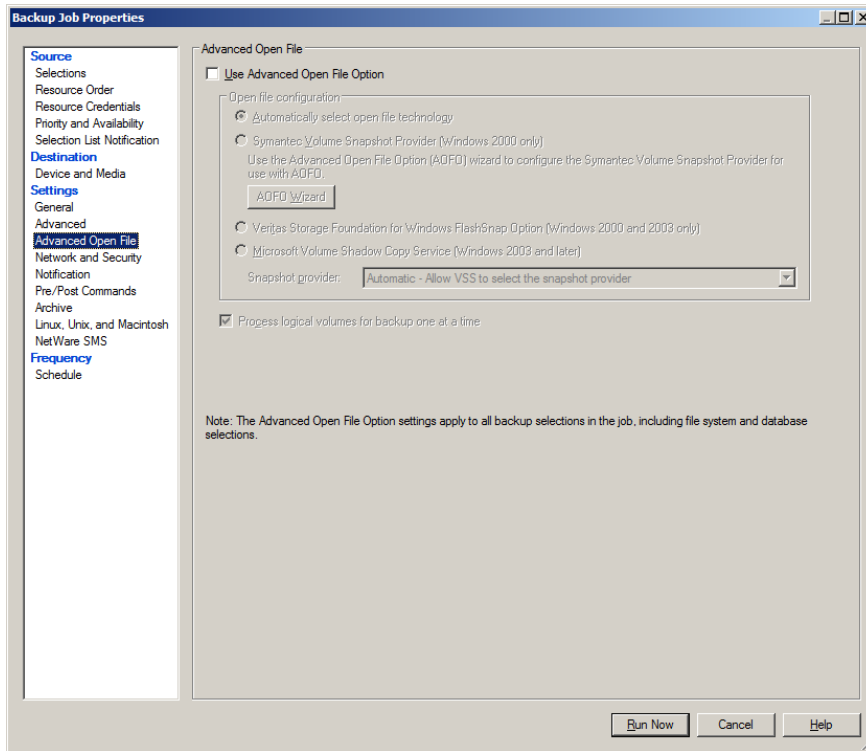 Backup Job Properties
Source
Selections
Resource Order
Resource Credentials
Priority and Availability
Selection List Notification
Destination
Device and Media
Settings
General
Advanced
Advanced Open File
Network and Security
Notification
Pre/Post Commands
Archive
Linux, Unix, and Macintosh
NetWare SMS
Frequency
Schedule
Advanced Open File
Use Advanced Open File Option
Open file configuration
Automatically select open file technology
Symantec Volume Snapshot Provider (Windows 2000 only)
Use the Advanced Open File Option (AOFO) wizard to configure the Symantec Volume Snapshot Provider for
use with AOFO.
AOFO Wizard
Veritas Storage Foundation for Windows FlashSnap Option (Windows 2000 and 2003 only)
Microsoft Volume Shadow Copy Service (Windows 2003 and later)
Snapshot provider: Automatic - Allow VSS to select the snapshot provider
Process logical volumes for backup one at a time
Note: The Advanced Open File Option settings apply to all backup selections in the job, including file system and database
selections.
Run Now Cancel Help